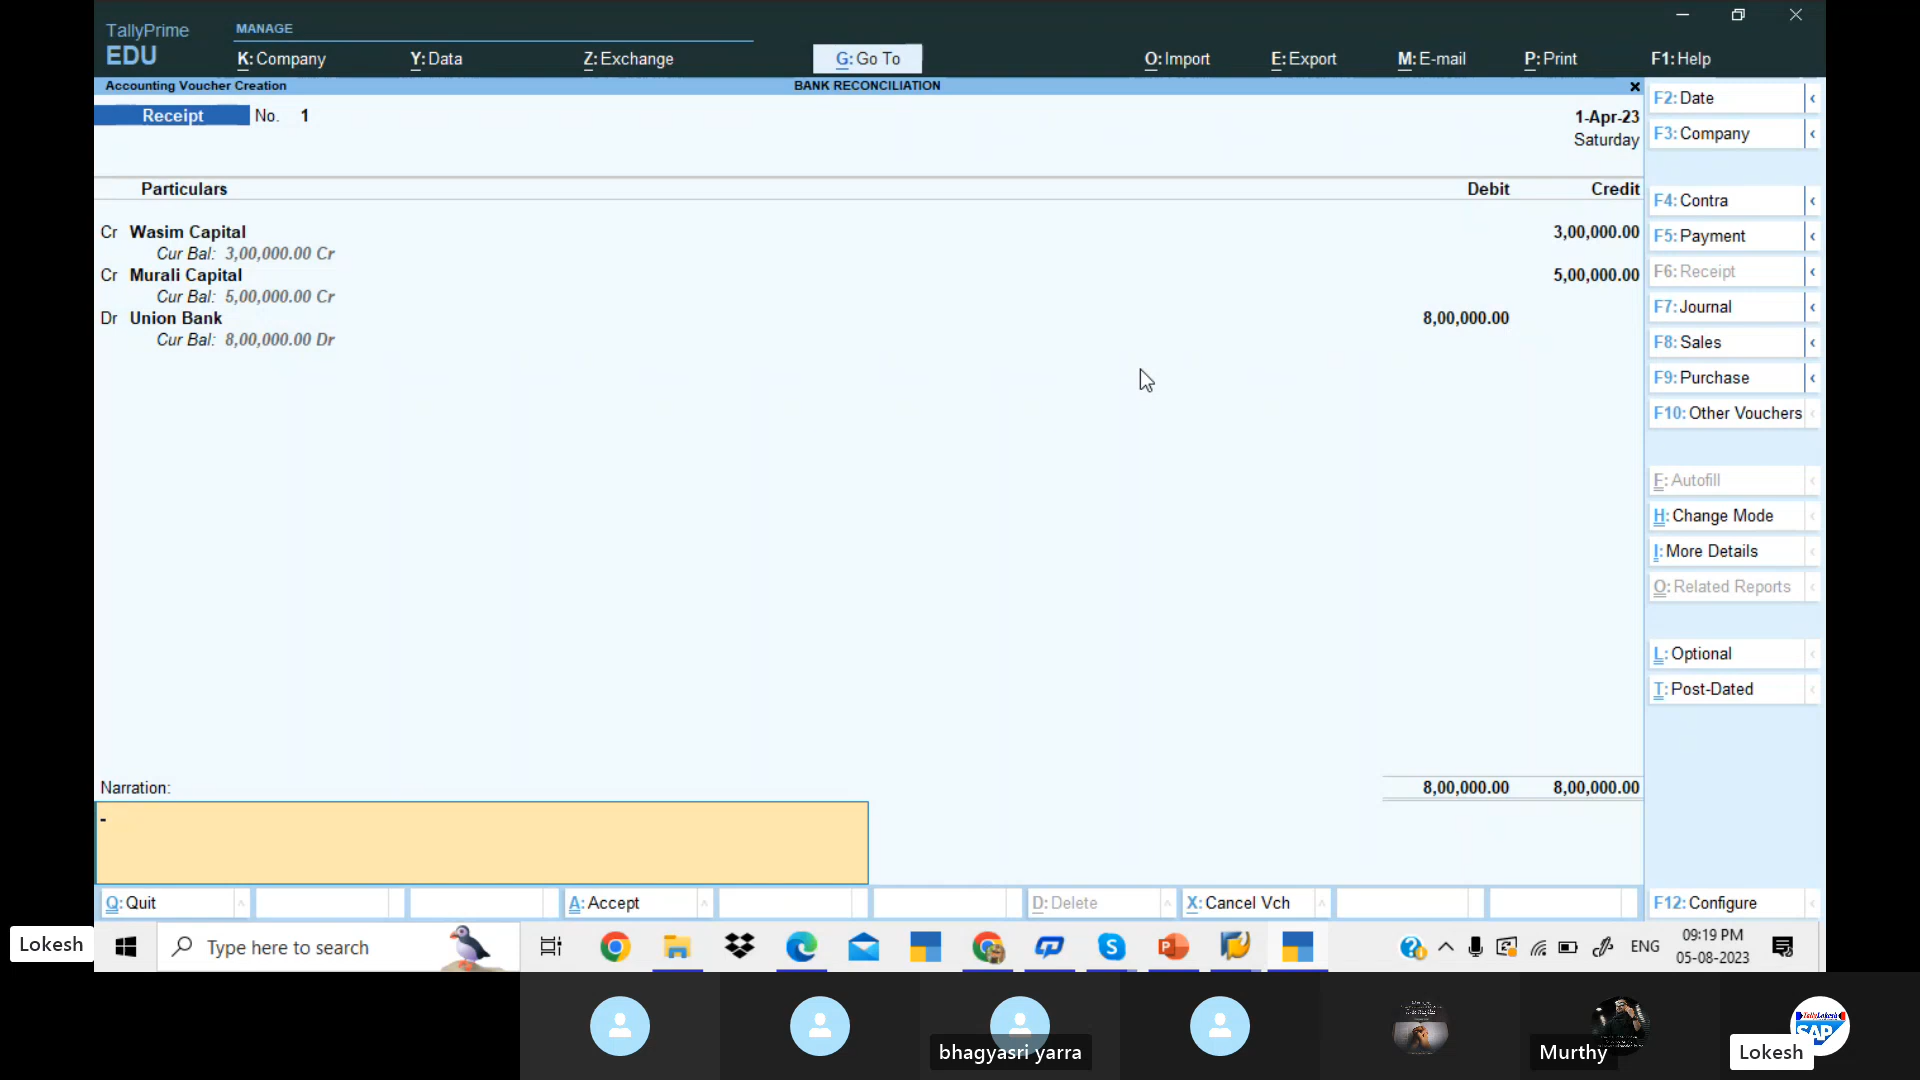 TallyPrime
EDU
MANAGE
K: Company
Y: Data
Z: Exchange
G: Go To
O: Import
E: Export
M: E-mail
P: Print
F1: Help
Accounting Voucher Creation
BANK RECONCILIATION
Receipt No. 1
1-Apr-23
Saturday
Particulars Debit Credit
Cr Wasim Capital 3,00,000.00
Cur Bal: 3,00,000.00 Cr
Cr Murali Capital 5,00,000.00
Cur Bal: 5,00,000.00 Cr
Dr Union Bank 8,00,000.00
Cur Bal: 8,00,000.00 Dr
Narration: 8,00,000.00 8,00,000.00
F2: Date
F3: Company
F4: Contra
F5: Payment
F6: Receipt
F7: Journal
F8: Sales
F9: Purchase
F10: Other Vouchers
F: Autofill
H: Change Mode
I: More Details
O: Related Reports
L: Optional
T: Post-Dated
F12: Configure
Q: Quit
A: Accept
D: Delete
X: Cancel Vch
Lokesh
Type here to search
ENG
09:19 PM
05-08-2023
bhagyasri yarra
Murthy
Lokesh
SAP